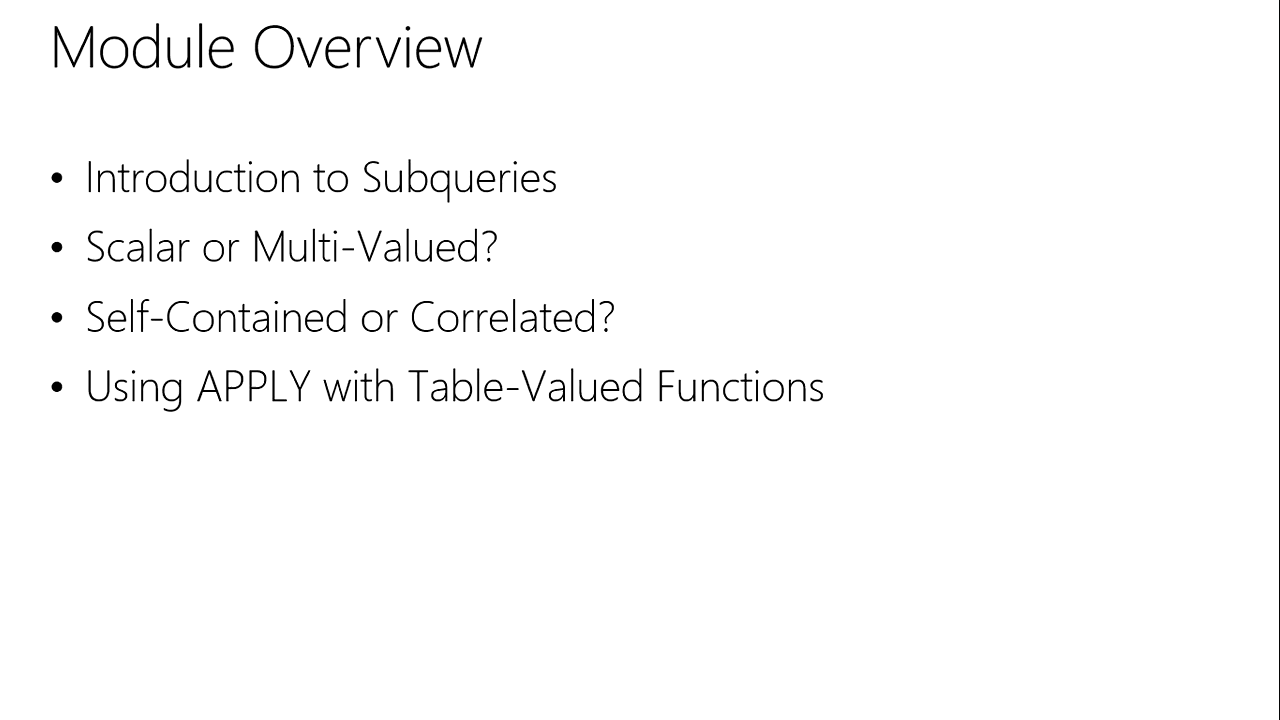 Module Overview
• Introduction to Subqueries
• Scalar or Multi-Valued?
• Self-Contained or Correlated?
• Using APPLY with Table-Valued Functions